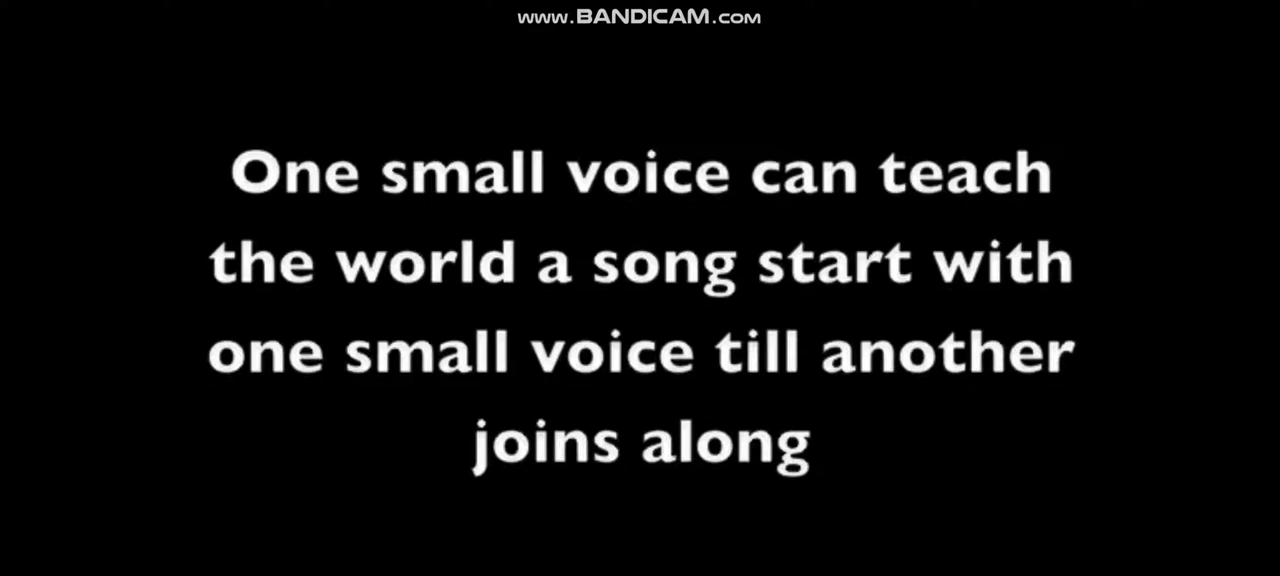 www.BANDICAM.com
One small voice can teach
the world a song start with
one small voice till another
joins along